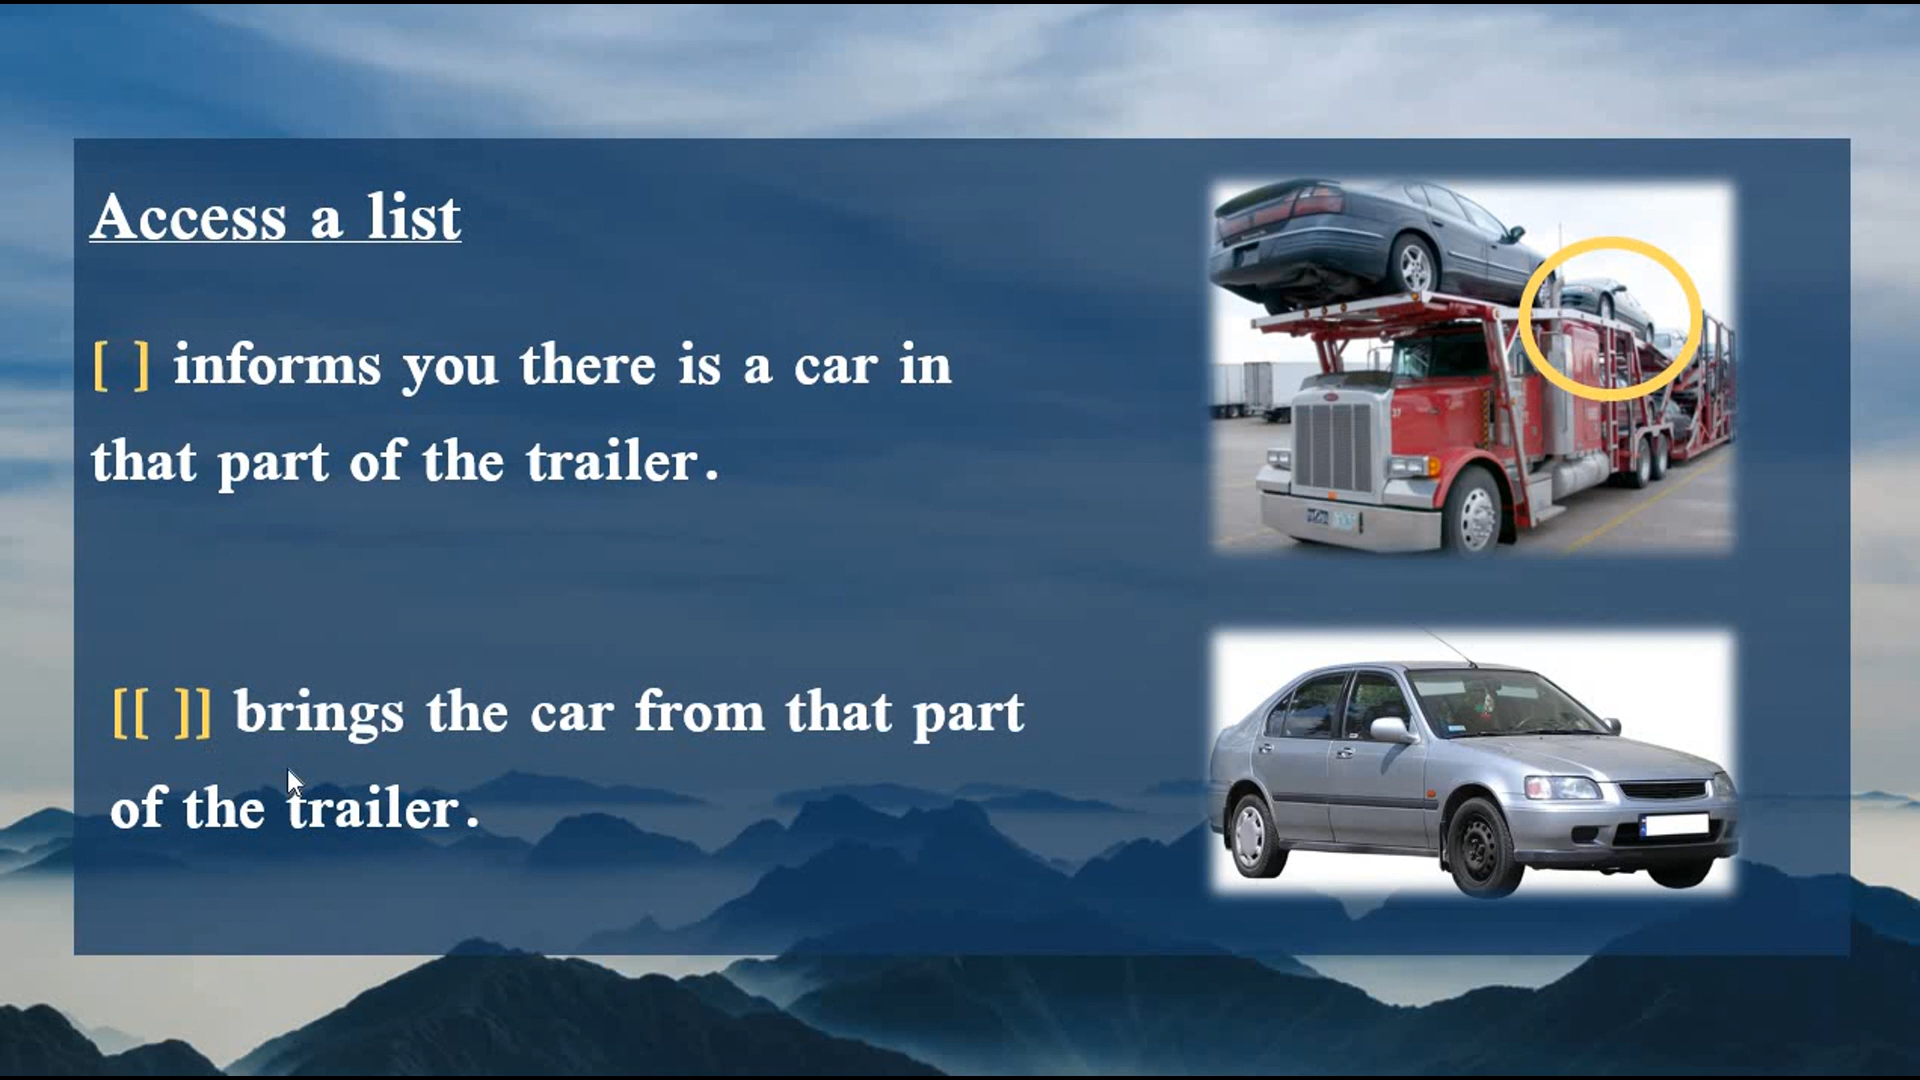 Access a list
[ ] informs you there is a car in
that part of the trailer.
[[ ]] brings the car from that part
of the trailer.